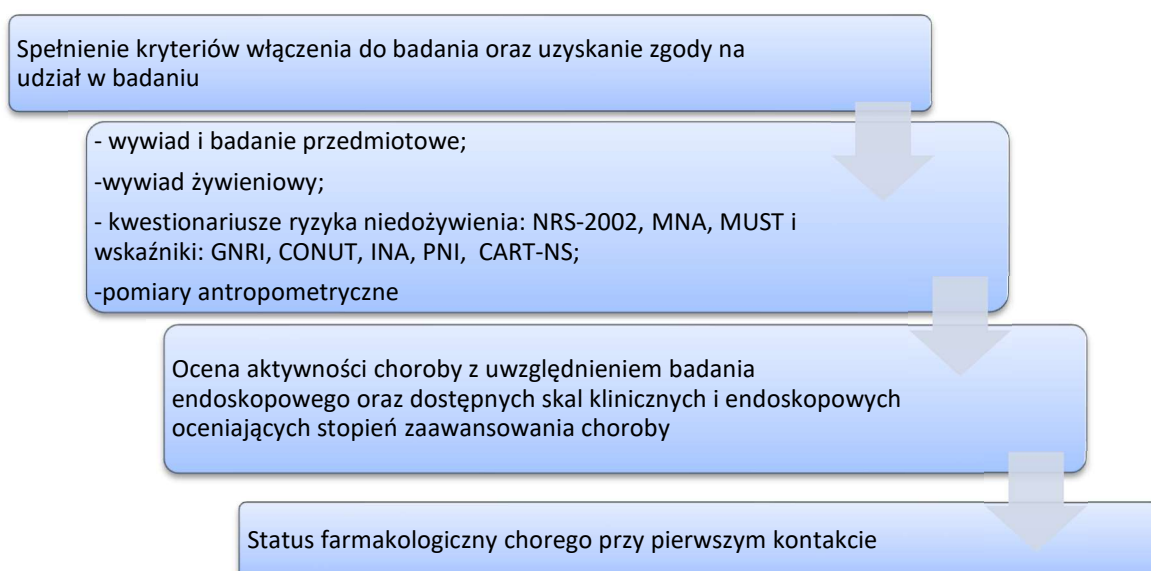 Spełnienie kryteriów włączenia do badania oraz uzyskanie zgody na
udział w badaniu
- wywiad i badanie przedmiotowe;
-wywiad żywieniowy;
- kwestionariusze ryzyka niedożywienia: NRS-2002, MNA, MUST i
wskaźniki: GNRI, CONUT, INA, PNI, CART-NS;
-pomiary antropometryczne
Ocena aktywności choroby z uwzględnieniem badania
endoskopowego oraz dostępnych skal klinicznych i endoskopowych
oceniających stopień zaawansowania choroby
Status farmakologiczny chorego przy pierwszym kontakcie